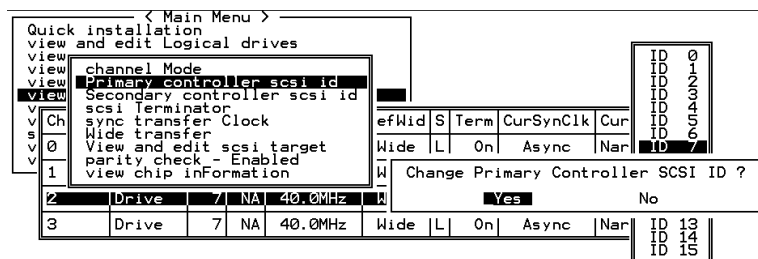 < Main Menu >
Quick installation
view and edit Logical drives
view
view
view
view
v
s
v
v
channel Mode
Primary controller scsi id
Secondary controller scsi id
scsi Terminator
sync transfer Clock
Wide transfer
View and edit scsi target
parity check - Enabled
view chip inFormation
Ch efWid S Term CurSynClk Cur
0 Wide L On Async Nar
1 W
2 Drive 7 NA 40.0MHz W
3 Drive 7 NA 40.0MHz Wide L On Async Nar
ID 0
ID 1
ID 2
ID 3
ID 4
ID 5
ID 6
ID 7
Change Primary Controller SCSI ID ?
Yes No
ID 13
ID 14
ID 15